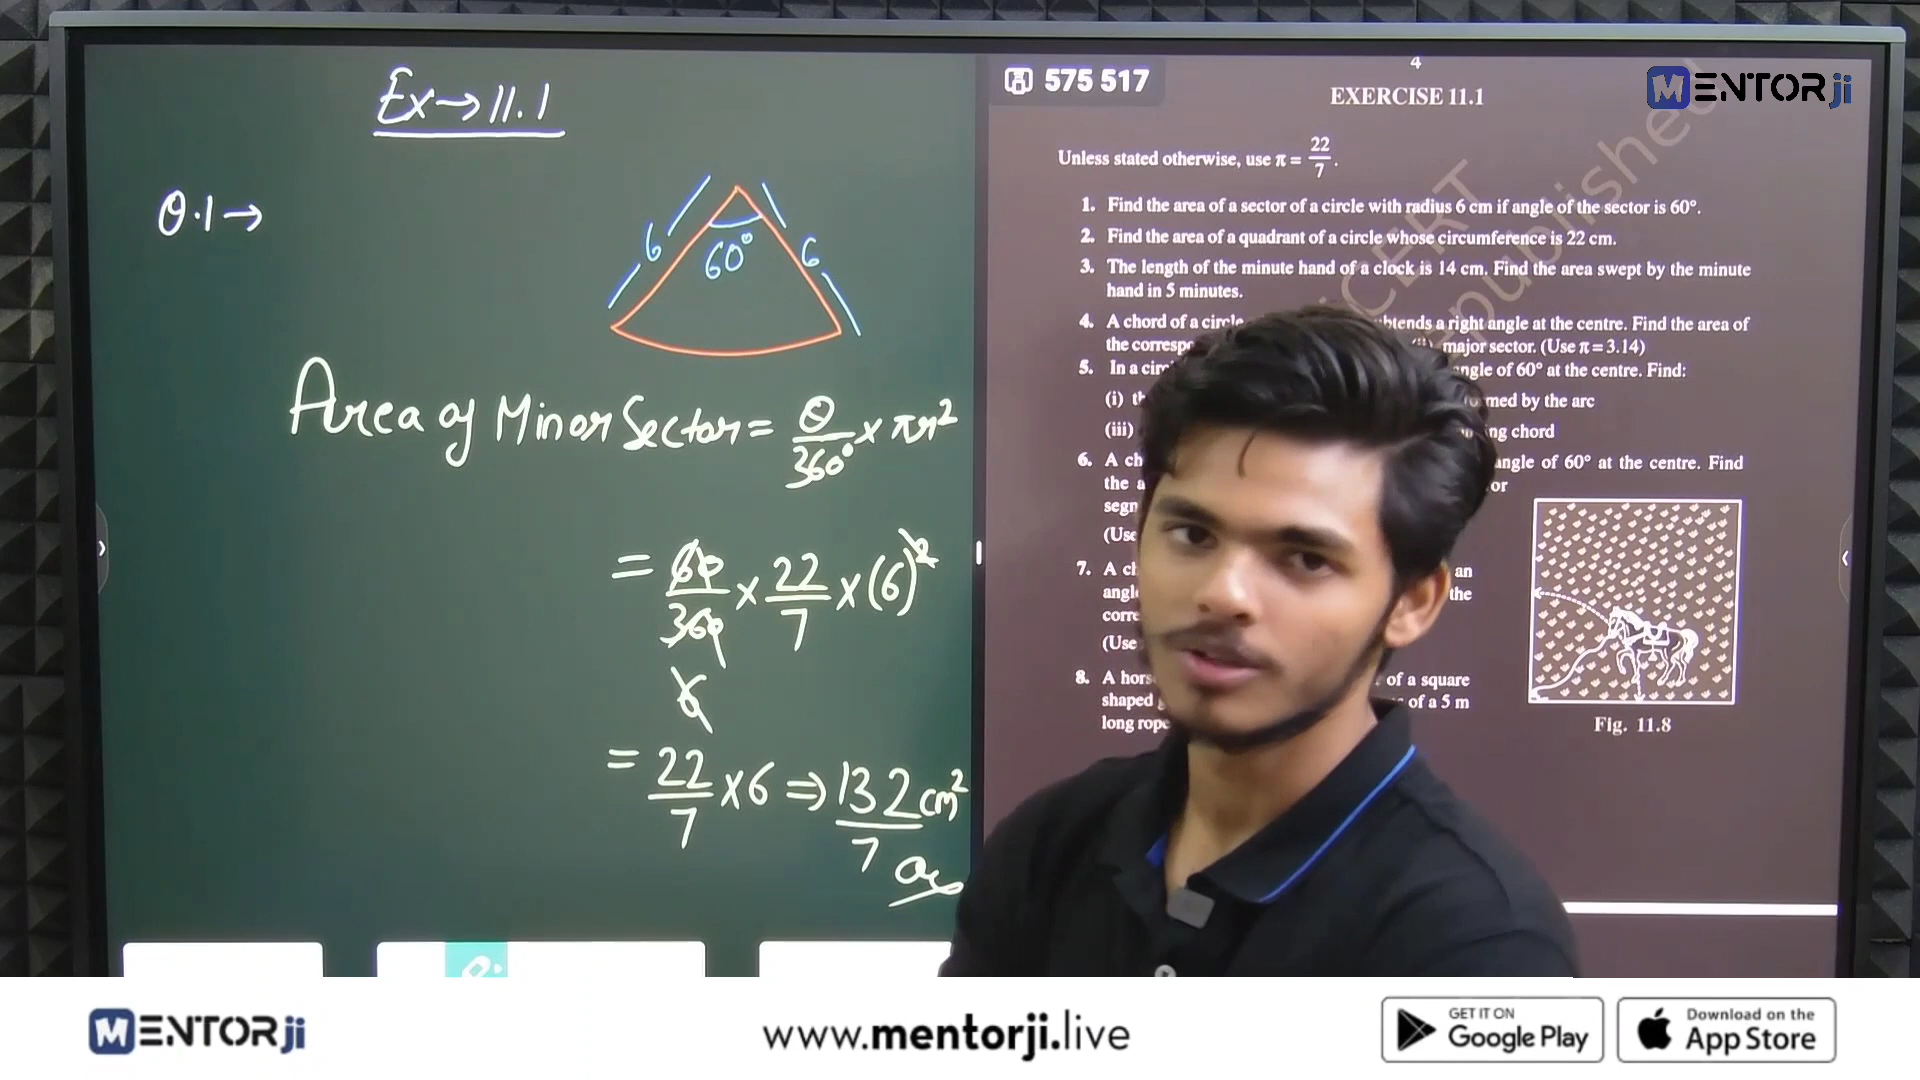 Ex→11.1
Q.1→
6
60°
6
Area of Minor Sector = θ/360° × πr²
= 60/360 × 22/7 × (6)²
6
= 22/7 × 6 ⇒ 132/7 cm²
575 517
4
MENTORji
EXERCISE 11.1
Unless stated otherwise, use π = 22/7.
1. Find the area of a sector of a circle with radius 6 cm if angle of the sector is 60°.
2. Find the area of a quadrant of a circle whose circumference is 22 cm.
3. The length of the minute hand of a clock is 14 cm. Find the area swept by the minute
hand in 5 minutes.
4. A chord of a circle btends a right angle at the centre. Find the area of
the corresp major sector. (Use π = 3.14)
5. In a cir ngle of 60° at the centre. Find:
(i) th med by the arc
(iii) ng chord
6. A ch angle of 60° at the centre. Find
the a or
segn
(Use
7. A ch an
angle the
corre
(Use
8. A hors of a square
shaped of a 5 m
long rope
Fig. 11.8
MENTORji
www.mentorji.live
GET IT ON
Google Play
Download on the
App Store